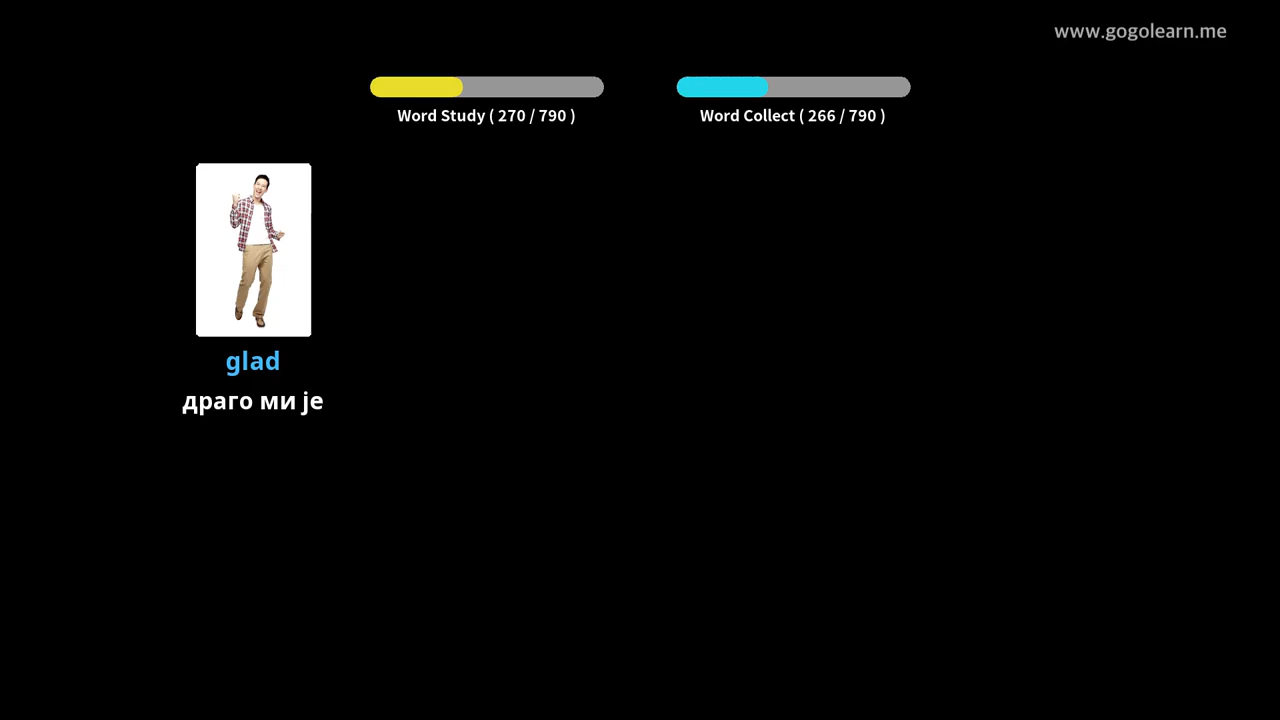 www.gogolearn.me
Word Study ( 270 / 790 )
Word Collect ( 266 / 790 )
glad
драго ми је